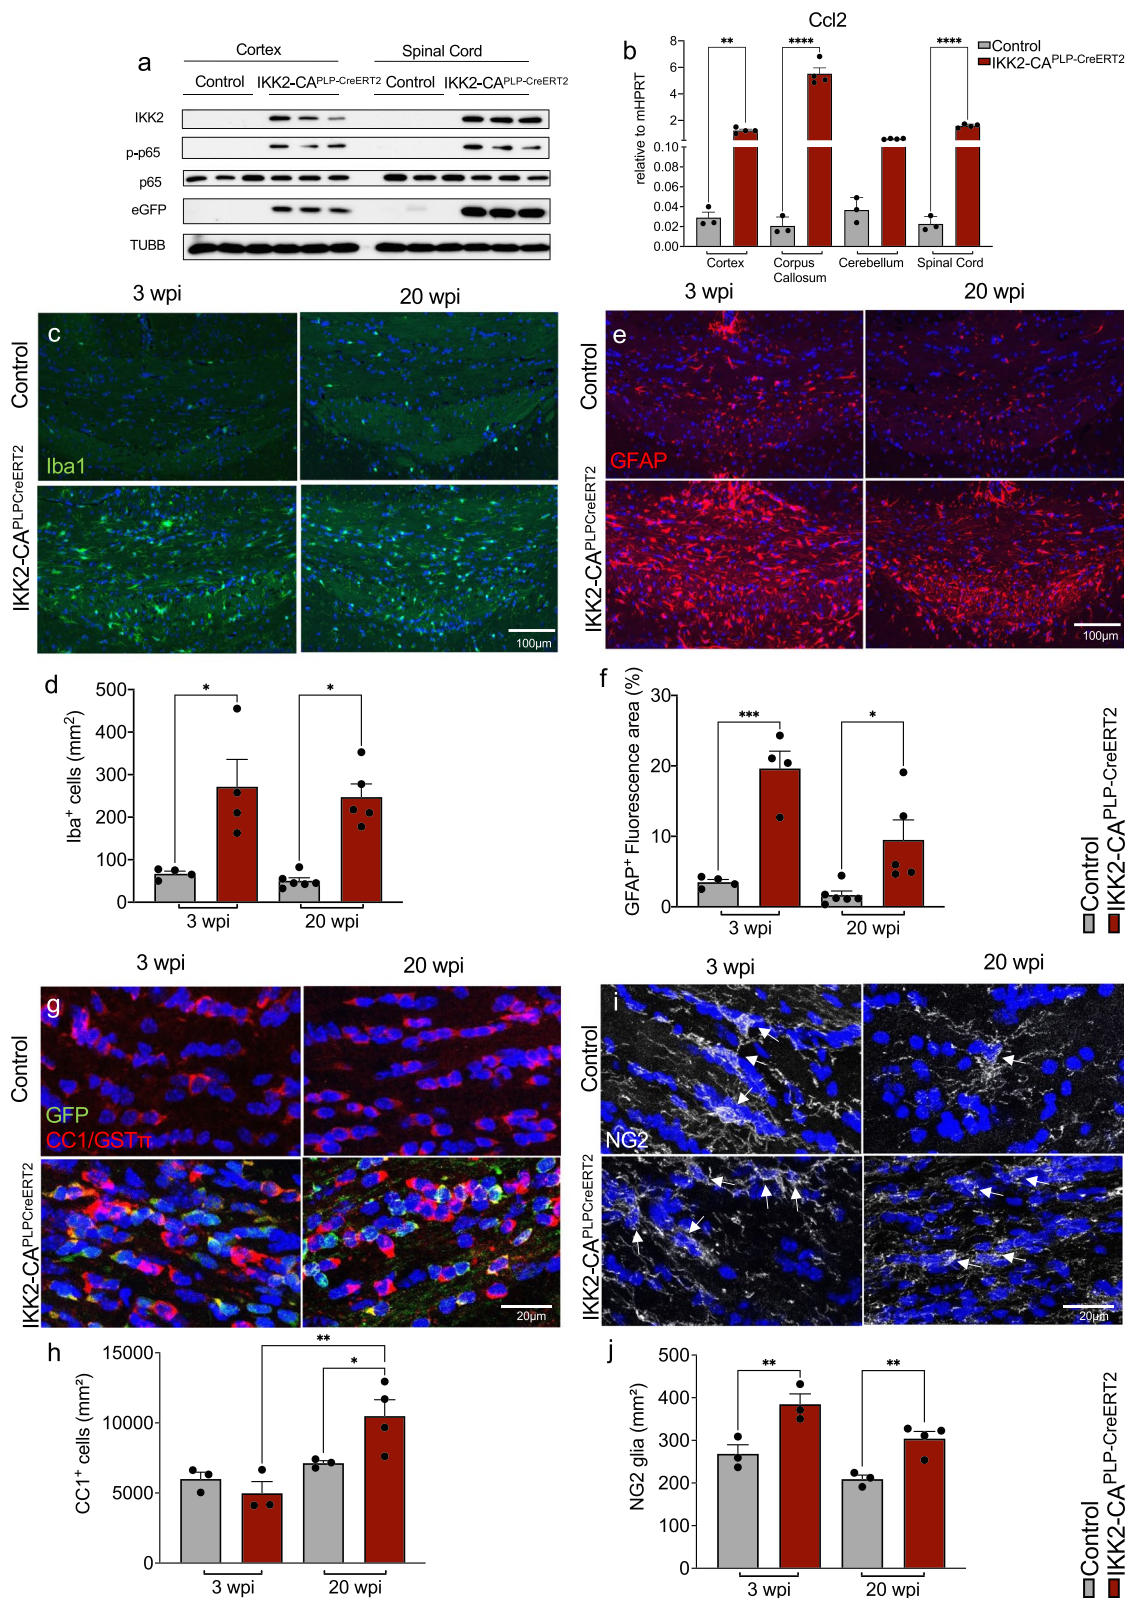 a
Cortex
Spinal Cord
Control
IKK2-CA^PLP-CreERT2
Control
IKK2-CA^PLP-CreERT2
IKK2
p-p65
p65
eGFP
TUBB
b
Ccl2
Control
IKK2-CA^PLP-CreERT2
relative to mHPRT
8
6
4
2
0.10
0.08
0.06
0.04
0.02
0.00
**
****
****
Cortex
Corpus
Callosum
Cerebellum
Spinal Cord
3 wpi
20 wpi
Control
IKK2-CA^PLPCreERT2
c
Iba1
100µm
3 wpi
20 wpi
Control
IKK2-CA^PLPCreERT2
e
GFAP
100µm
d
Iba⁺ cells (mm²)
500
400
300
200
100
0
*
*
3 wpi
20 wpi
f
GFAP⁺ Fluorescence area (%)
30
20
10
0
***
*
3 wpi
20 wpi
Control
IKK2-CA^PLP-CreERT2
3 wpi
20 wpi
Control
IKK2-CA^PLPCreERT2
g
GFP
CC1/GSTπ
20µm
3 wpi
20 wpi
Control
IKK2-CA^PLPCreERT2
i
NG2
20µm
h
CC1⁺ cells (mm²)
15000
10000
5000
0
**
*
3 wpi
20 wpi
j
NG2 glia (mm²)
500
400
300
200
100
0
**
**
3 wpi
20 wpi
Control
IKK2-CA^PLP-CreERT2